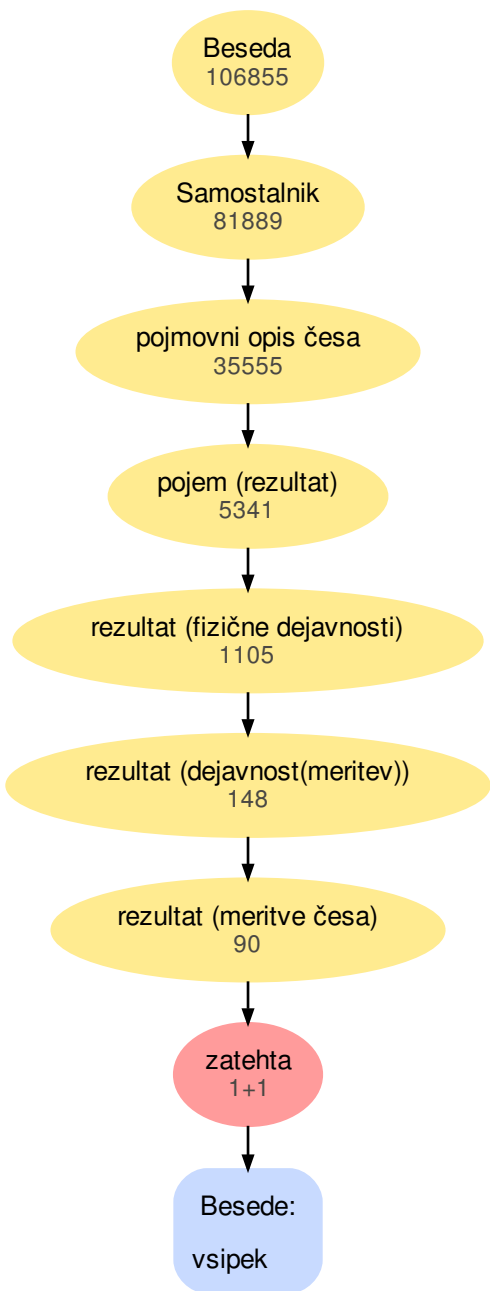 Beseda
106855
Samostalnik
81889
pojmovni opis česa
35555
pojem (rezultat)
5341
rezultat (fizične dejavnosti)
1105
rezultat (dejavnost(meritev))
148
rezultat (meritve česa)
90
zatehta
1+1
Besede:
vsipek